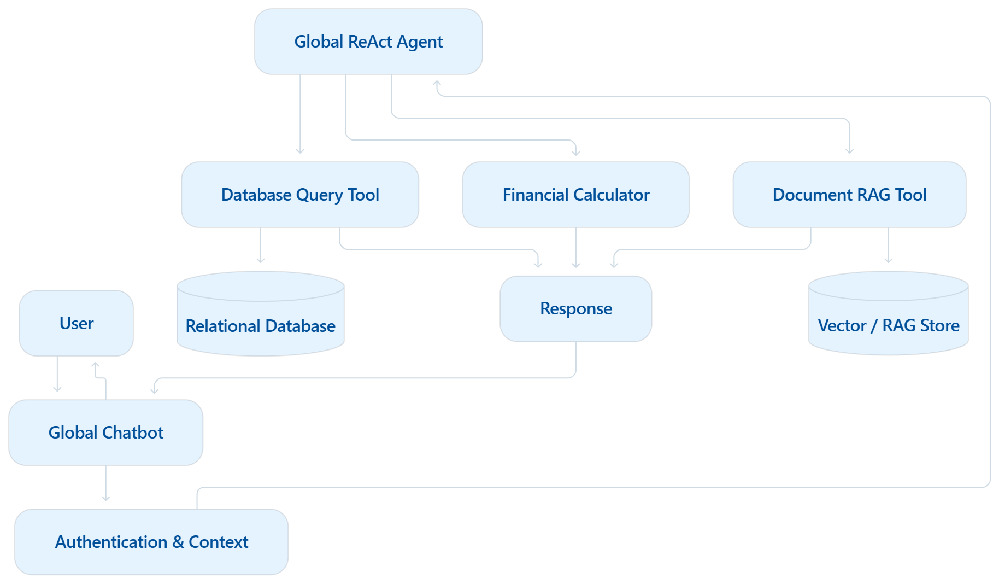 Global ReAct Agent
Database Query Tool
Financial Calculator
Document RAG Tool
Relational Database
Response
Vector / RAG Store
User
Global Chatbot
Authentication & Context